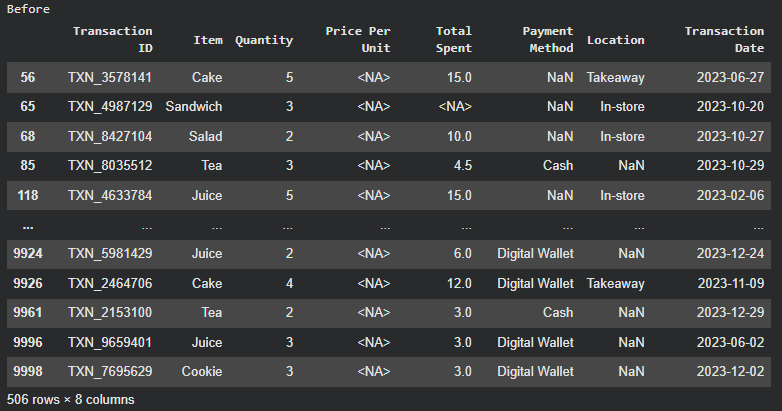 Before
Transaction ID Item Quantity Price Per Unit Total Spent Payment Method Location Transaction Date
56 TXN_3578141 Cake 5 <NA> 15.0 NaN Takeaway 2023-06-27
65 TXN_4987129 Sandwich 3 <NA> <NA> NaN In-store 2023-10-20
68 TXN_8427104 Salad 2 <NA> 10.0 NaN In-store 2023-10-27
85 TXN_8035512 Tea 3 <NA> 4.5 Cash NaN 2023-10-29
118 TXN_4633784 Juice 5 <NA> 15.0 NaN In-store 2023-02-06
... ... ... ... ... ... ... ... ...
9924 TXN_5981429 Juice 2 <NA> 6.0 Digital Wallet NaN 2023-12-24
9926 TXN_2464706 Cake 4 <NA> 12.0 Digital Wallet Takeaway 2023-11-09
9961 TXN_2153100 Tea 2 <NA> 3.0 Cash NaN 2023-12-29
9996 TXN_9659401 Juice 3 <NA> 3.0 Digital Wallet NaN 2023-06-02
9998 TXN_7695629 Cookie 3 <NA> 3.0 Digital Wallet NaN 2023-12-02
506 rows × 8 columns